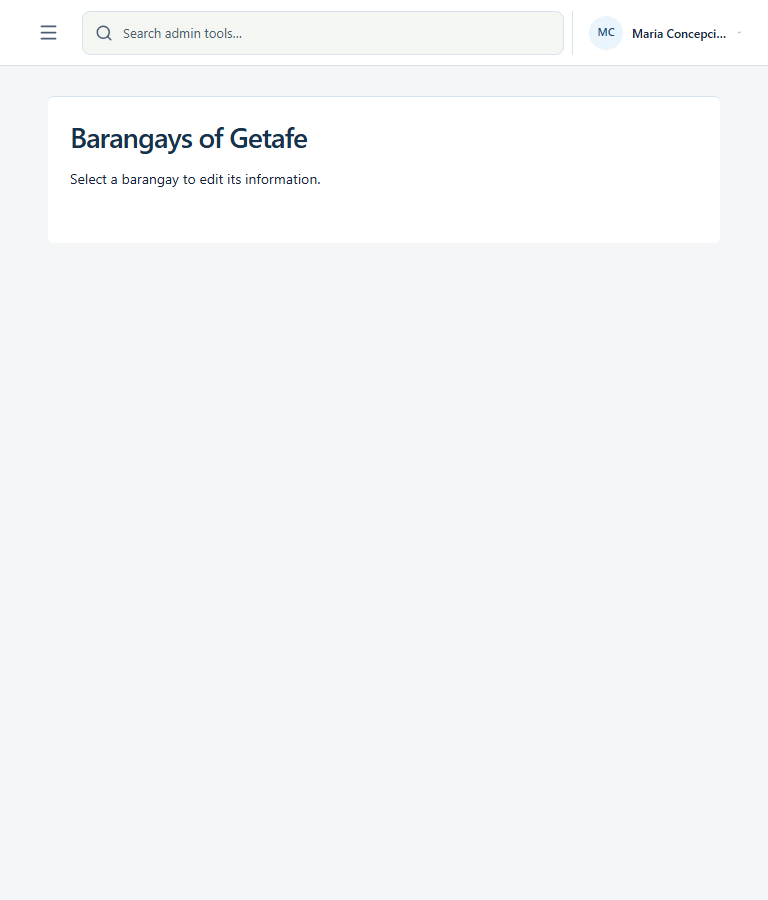 Search admin tools...
MC
Maria Concepci...
Barangays of Getafe
Select a barangay to edit its information.